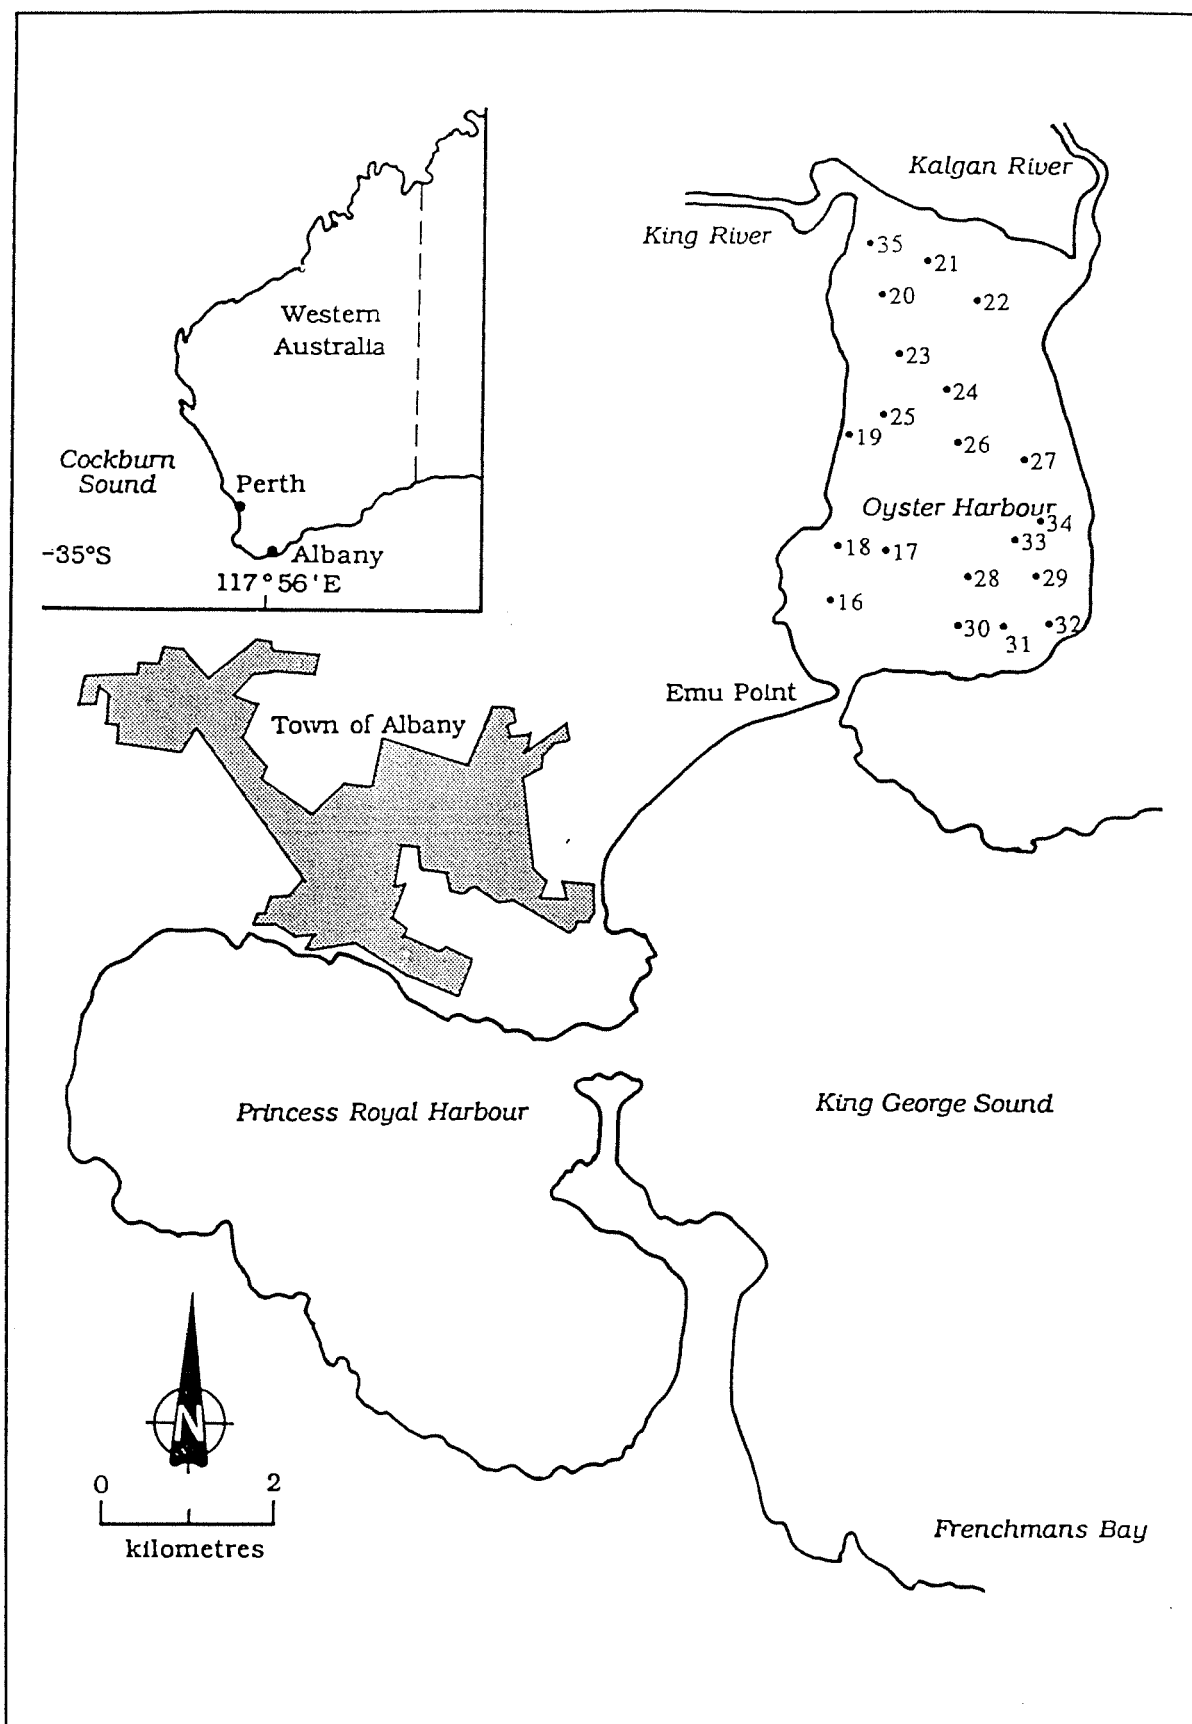 Kalgan River
King River
35
21
20
22
Western
Australia
23
24
25
19
26
27
Cockburn
Sound
Perth
Oyster Harbour
34
33
-35°S
Albany
18
17
28
29
117°56'E
16
30
31
32
Emu Point
Town of Albany
Princess Royal Harbour
King George Sound
N
0 2
kilometres
Frenchmans Bay